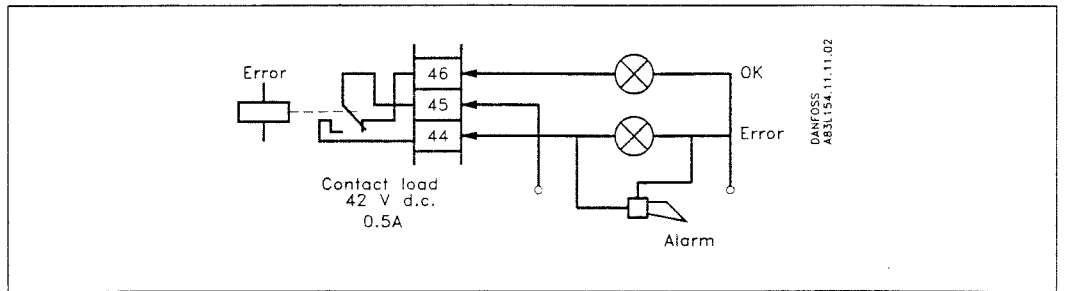 Error
46
45
44
OK
Error
Contact load
42 V d.c.
0.5A
Alarm
DANFOSS
A83L154.11.11.02